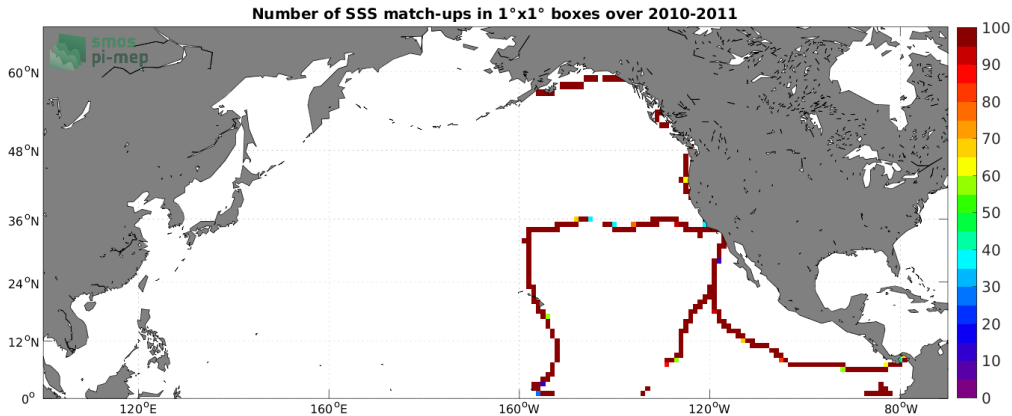 Number of SSS match-ups in 1°x1° boxes over 2010-2011
smos
pi-mep
60°N
48°N
36°N
24°N
12°N
0°
120°E
160°E
160°W
120°W
80°W
100
90
80
70
60
50
40
30
20
10
0